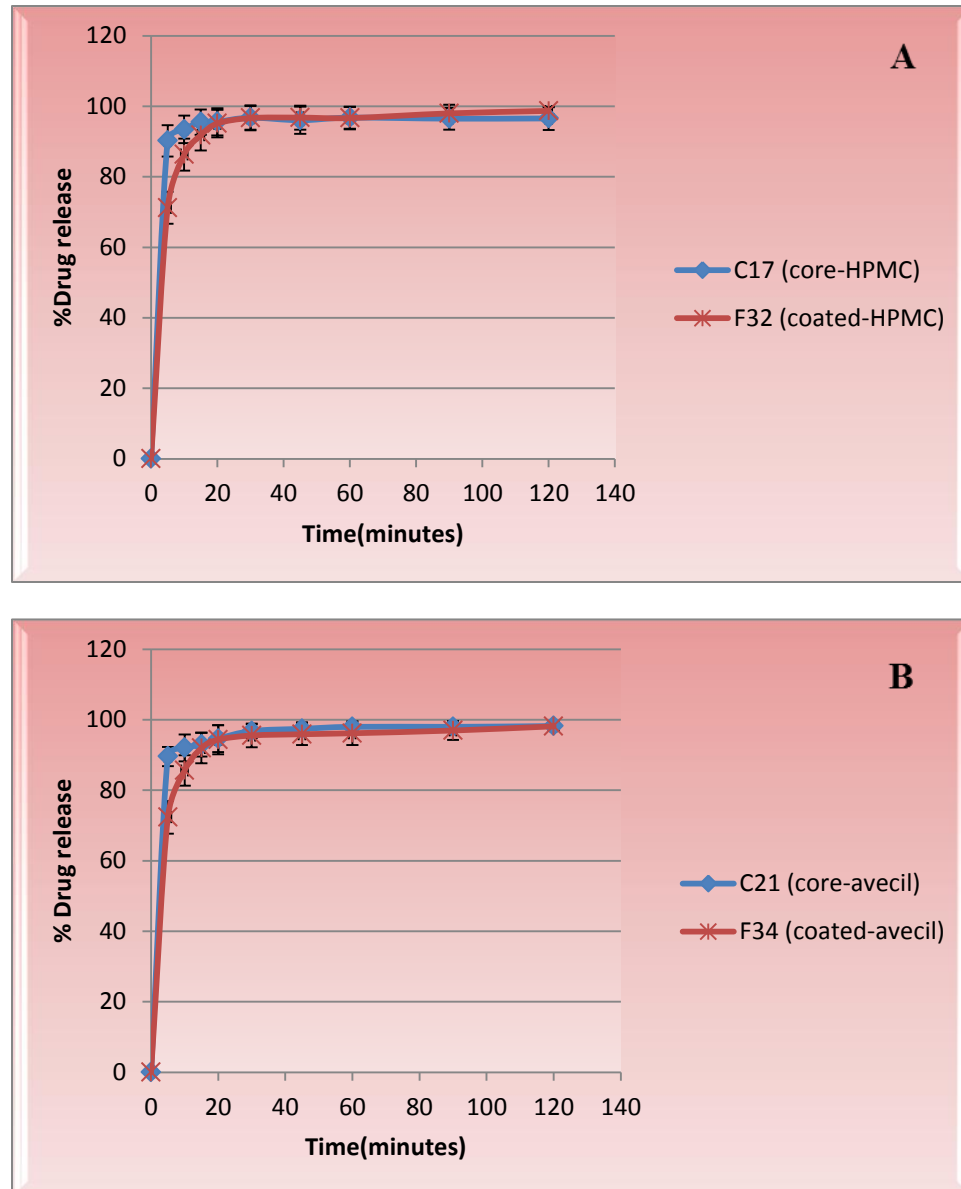 A
120
100
80
60
40
20
0
%Drug release
0 20 40 60 80 100 120 140
Time(minutes)
C17 (core-HPMC)
F32 (coated-HPMC)
B
120
100
80
60
40
20
0
% Drug release
0 20 40 60 80 100 120 140
Time(minutes)
C21 (core-avecil)
F34 (coated-avecil)